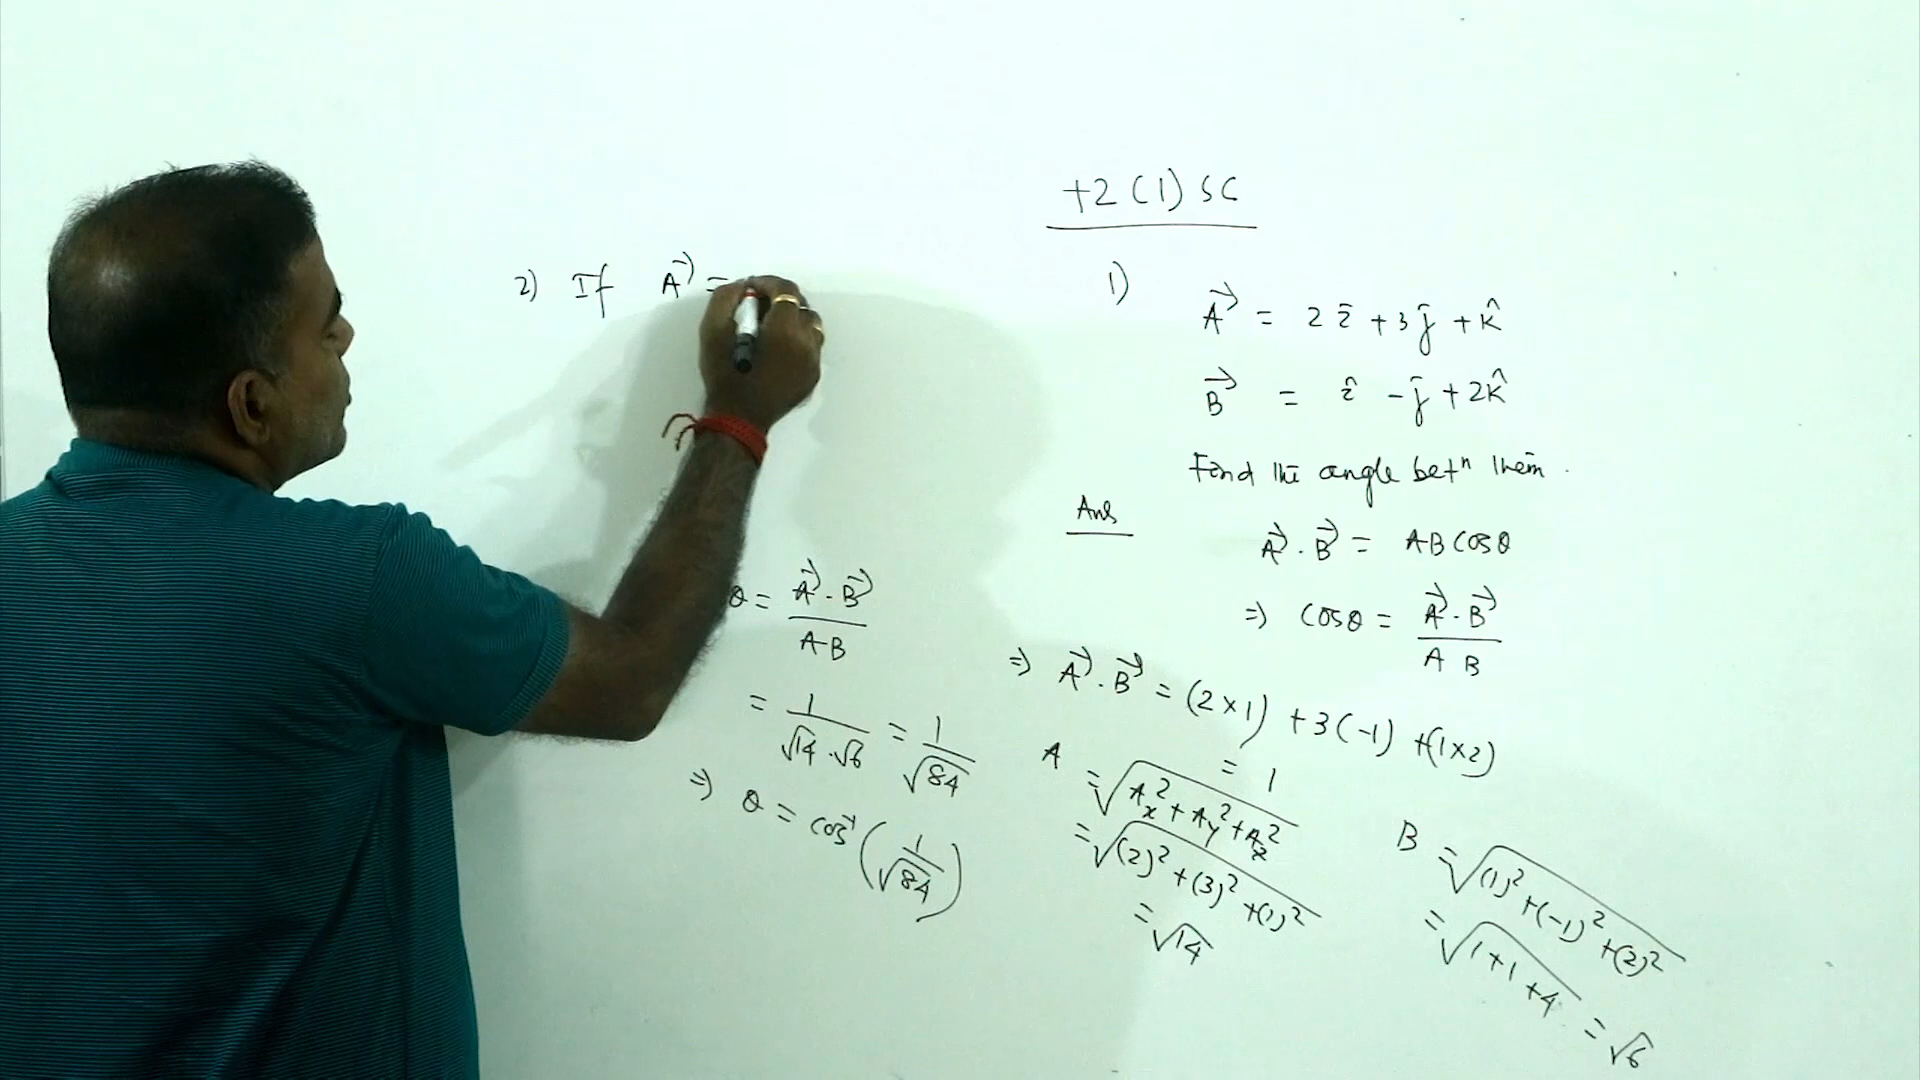 +2 (1) SC
1)
A⃗ = 2î + 3ĵ + k̂
B⃗ = î - ĵ + 2k̂
Find the angle betⁿ them.
Ans
A⃗ . B⃗ = AB cosθ
⇒ cosθ = A⃗ . B⃗ / A B
⇒ A⃗ . B⃗ = (2×1) + 3(-1) + (1×2)
= 1
A = √(Ax² + Ay² + Az²)
= √((2)² + (3)² + (1)²)
= √14
B = √((1)² + (-1)² + (2)²)
= √(1+1+4) = √6
2) If A⃗ =
θ = A⃗ . B⃗ / AB
= 1 / √14 . √6 = 1 / √84
⇒ θ = cos⁻¹ (1 / √84)